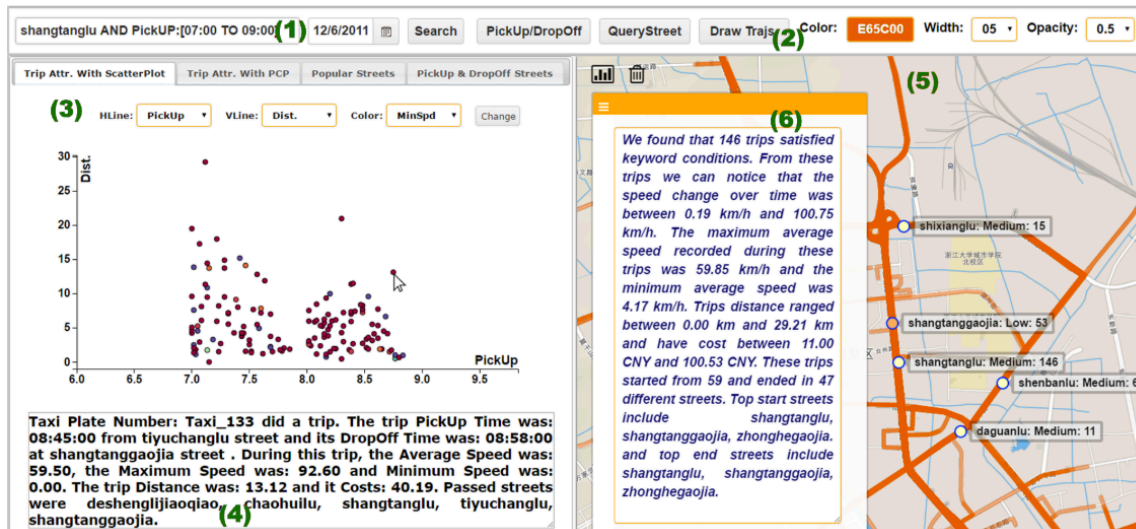 shangtanglu AND PickUP:[07:00 TO 09:00] (1) 12/6/2011 Search PickUp/DropOff QueryStreet Draw Trajs (2) Color: E65C00 Width: 05 Opacity: 0.5
Trip Attr. With ScatterPlot Trip Attr. With PCP Popular Streets PickUp & DropOff Streets
(3) HLine: PickUp VLine: Dist. Color: MinSpd Change
Dist.
30
25
20
15
10
5
0
PickUp
6.0 6.5 7.0 7.5 8.0 8.5 9.0 9.5
Taxi Plate Number: Taxi_133 did a trip. The trip PickUp Time was:
08:45:00 from tiyuchanglu street and its DropOff Time was: 08:58:00
at shangtanggaojia street . During this trip, the Average Speed was:
59.50, the Maximum Speed was: 92.60 and Minimum Speed was:
0.00. The trip Distance was: 13.12 and it Costs: 40.19. Passed streets
were deshenglijiaoqiao, chaohuilu, shangtanglu, tiyuchanglu,
shangtanggaojia.
(4)
(5)
(6)
We found that 146 trips satisfied
keyword conditions. From these
trips we can notice that the
speed change over time was
between 0.19 km/h and 100.75
km/h. The maximum average
speed recorded during these
trips was 59.85 km/h and the
minimum average speed was
4.17 km/h. Trips distance ranged
between 0.00 km and 29.21 km
and have cost between 11.00
CNY and 100.53 CNY. These trips
started from 59 and ended in 47
different streets. Top start streets
include shangtanglu,
shangtanggaojia, zhonghegaojia.
and top end streets include
shangtanglu, shangtanggaojia,
zhonghegaojia.
shixianglu: Medium: 15
浙江大学城市学院
北校区
shangtanggaojia: Low: 53
shangtanglu: Medium: 146
shenbanlu: Medium: 6
daguanlu: Medium: 11